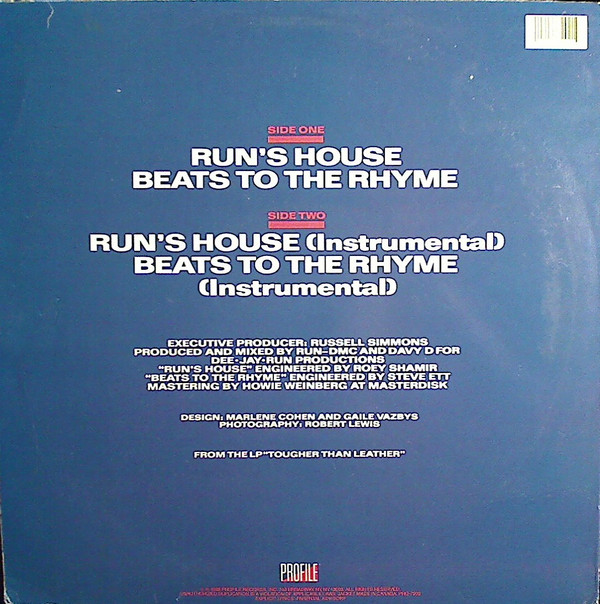 SIDE ONE
RUN'S HOUSE
BEATS TO THE RHYME
SIDE TWO
RUN'S HOUSE (Instrumental)
BEATS TO THE RHYME
(Instrumental)
EXECUTIVE PRODUCER: RUSSELL SIMMONS
PRODUCED AND MIXED BY RUN–DMC AND DAVY D FOR
DEE-JAY-RUN PRODUCTIONS
"RUN'S HOUSE" ENGINEERED BY ROEY SHAMIR
"BEATS TO THE RHYME" ENGINEERED BY STEVE ETT
MASTERING BY HOWIE WEINBERG AT MASTERDISK
DESIGN: MARLENE COHEN AND GAILE VAZBYS
PHOTOGRAPHY: ROBERT LEWIS
FROM THE LP "TOUGHER THAN LEATHER"
PROFILE